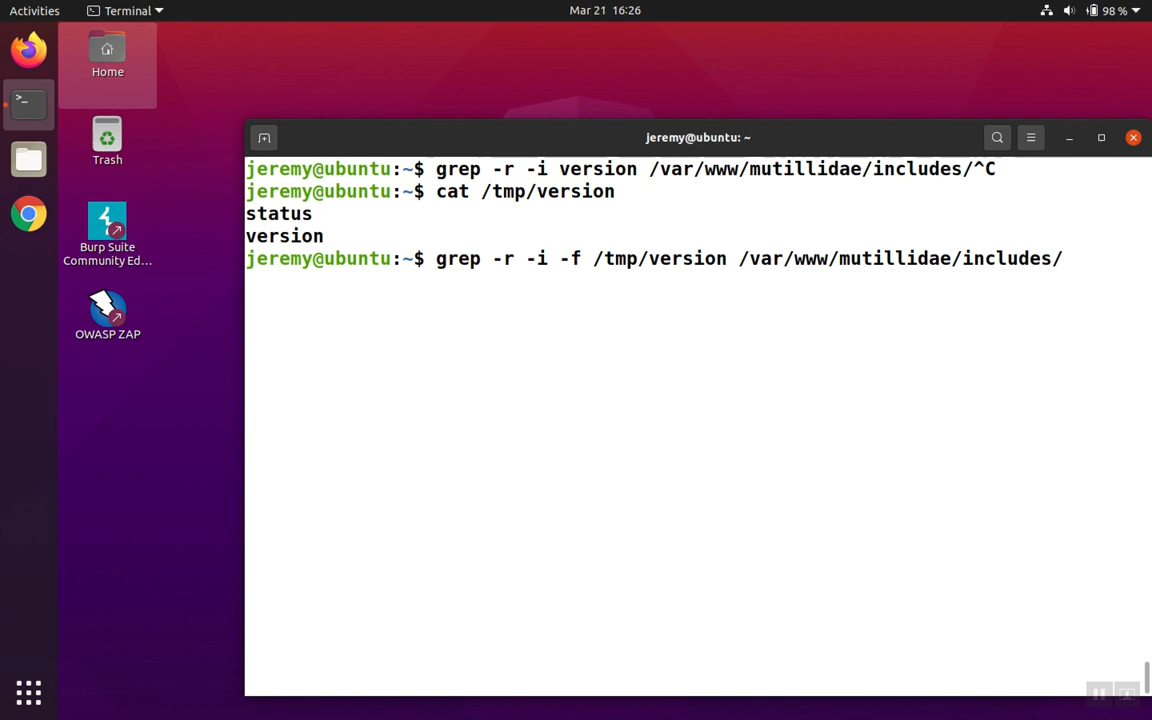 Activities
Terminal
Mar 21 16:26
98 %
Home
Trash
Burp Suite
Community Ed...
OWASP ZAP
jeremy@ubuntu: ~
jeremy@ubuntu:~$ grep -r -i version /var/www/mutillidae/includes/^C
jeremy@ubuntu:~$ cat /tmp/version
status
version
jeremy@ubuntu:~$ grep -r -i -f /tmp/version /var/www/mutillidae/includes/